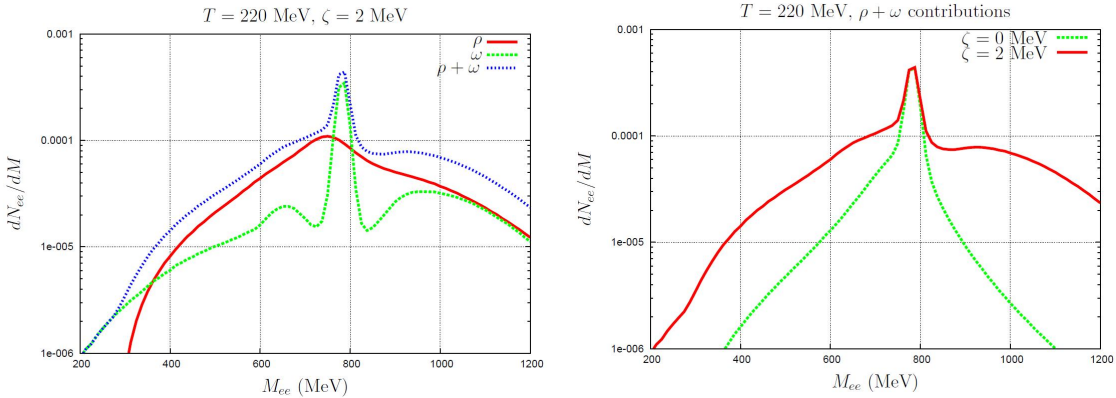 T = 220 MeV, ζ = 2 MeV
0.001
0.0001
1e-005
1e-006
dN_ee/dM
ρ
ω
ρ + ω
200 400 600 800 1000 1200
M_ee (MeV)
T = 220 MeV, ρ + ω contributions
0.001
0.0001
1e-005
1e-006
dN_ee/dM
ζ = 0 MeV
ζ = 2 MeV
200 400 600 800 1000 1200
M_ee (MeV)